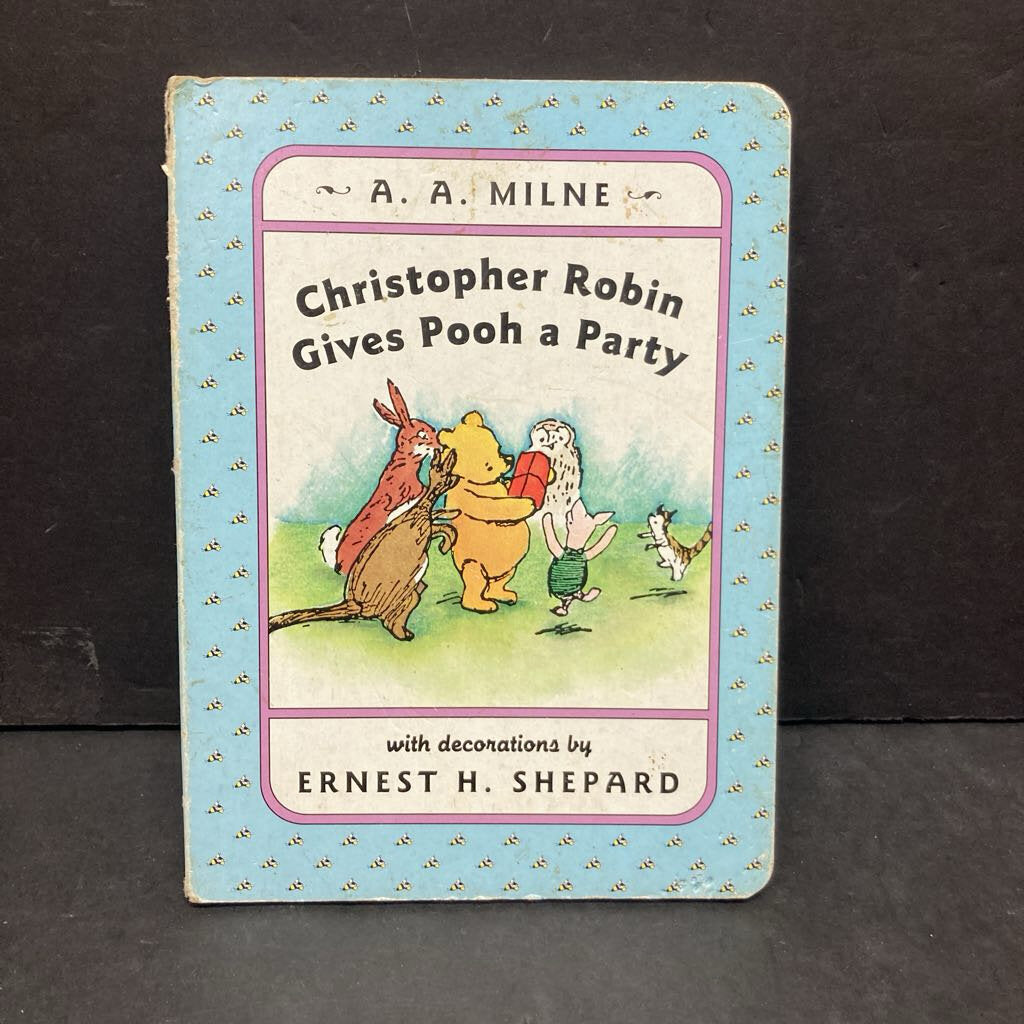 A. A. MILNE
Christopher Robin
Gives Pooh a Party
with decorations by
ERNEST H. SHEPARD